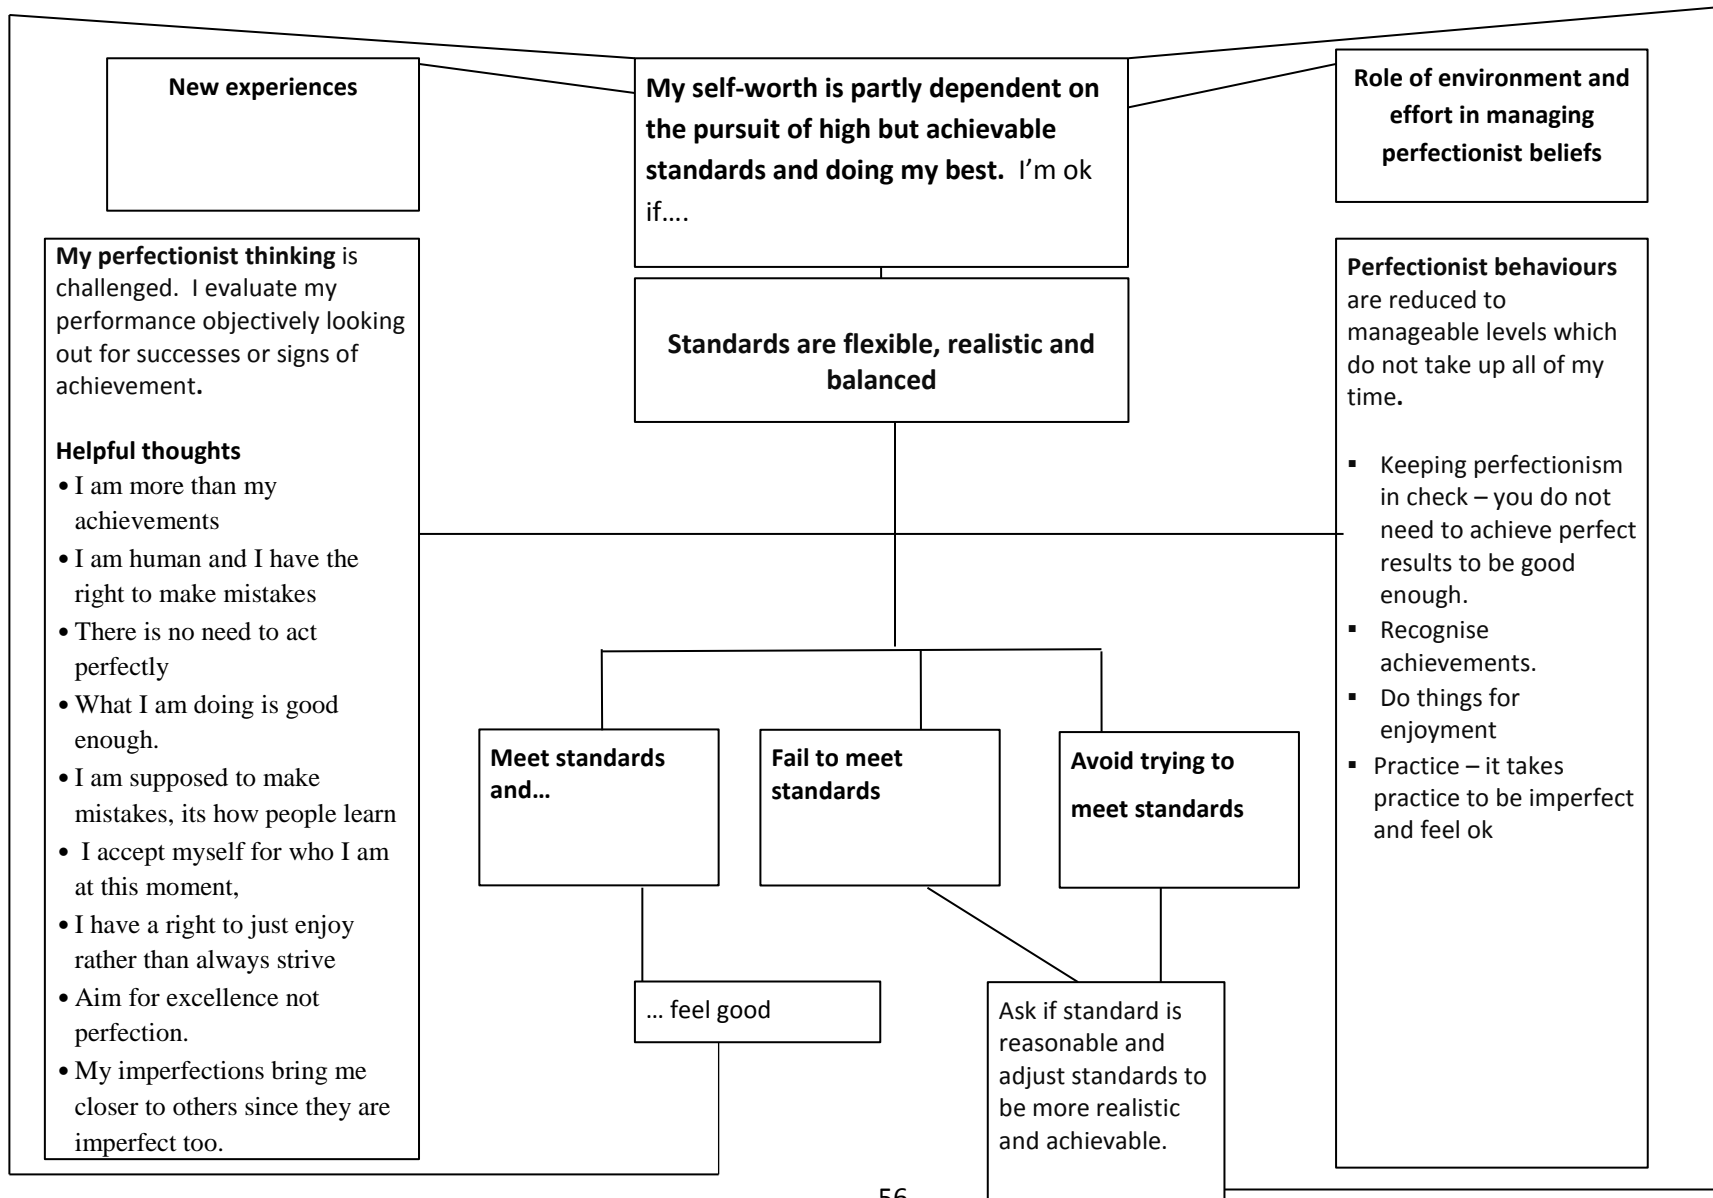 New experiences
My self-worth is partly dependent on
the pursuit of high but achievable
standards and doing my best.  I’m ok
if….
Role of environment and
effort in managing
perfectionist beliefs
My perfectionist thinking is
challenged.  I evaluate my
performance objectively looking
out for successes or signs of
achievement.
Helpful thoughts
• I am more than my
achievements
• I am human and I have the
right to make mistakes
• There is no need to act
perfectly
• What I am doing is good
enough.
• I am supposed to make
mistakes, its how people learn
• I accept myself for who I am
at this moment,
• I have a right to just enjoy
rather than always strive
• Aim for excellence not
perfection.
• My imperfections bring me
closer to others since they are
imperfect too.
Standards are flexible, realistic and
balanced
Perfectionist behaviours
are reduced to
manageable levels which
do not take up all of my
time.
▪ Keeping perfectionism
in check – you do not
need to achieve perfect
results to be good
enough.
▪ Recognise
achievements.
▪ Do things for
enjoyment
▪ Practice – it takes
practice to be imperfect
and feel ok
Meet standards
and…
Fail to meet
standards
Avoid trying to
meet standards
… feel good
Ask if standard is
reasonable and
adjust standards to
be more realistic
and achievable.
56